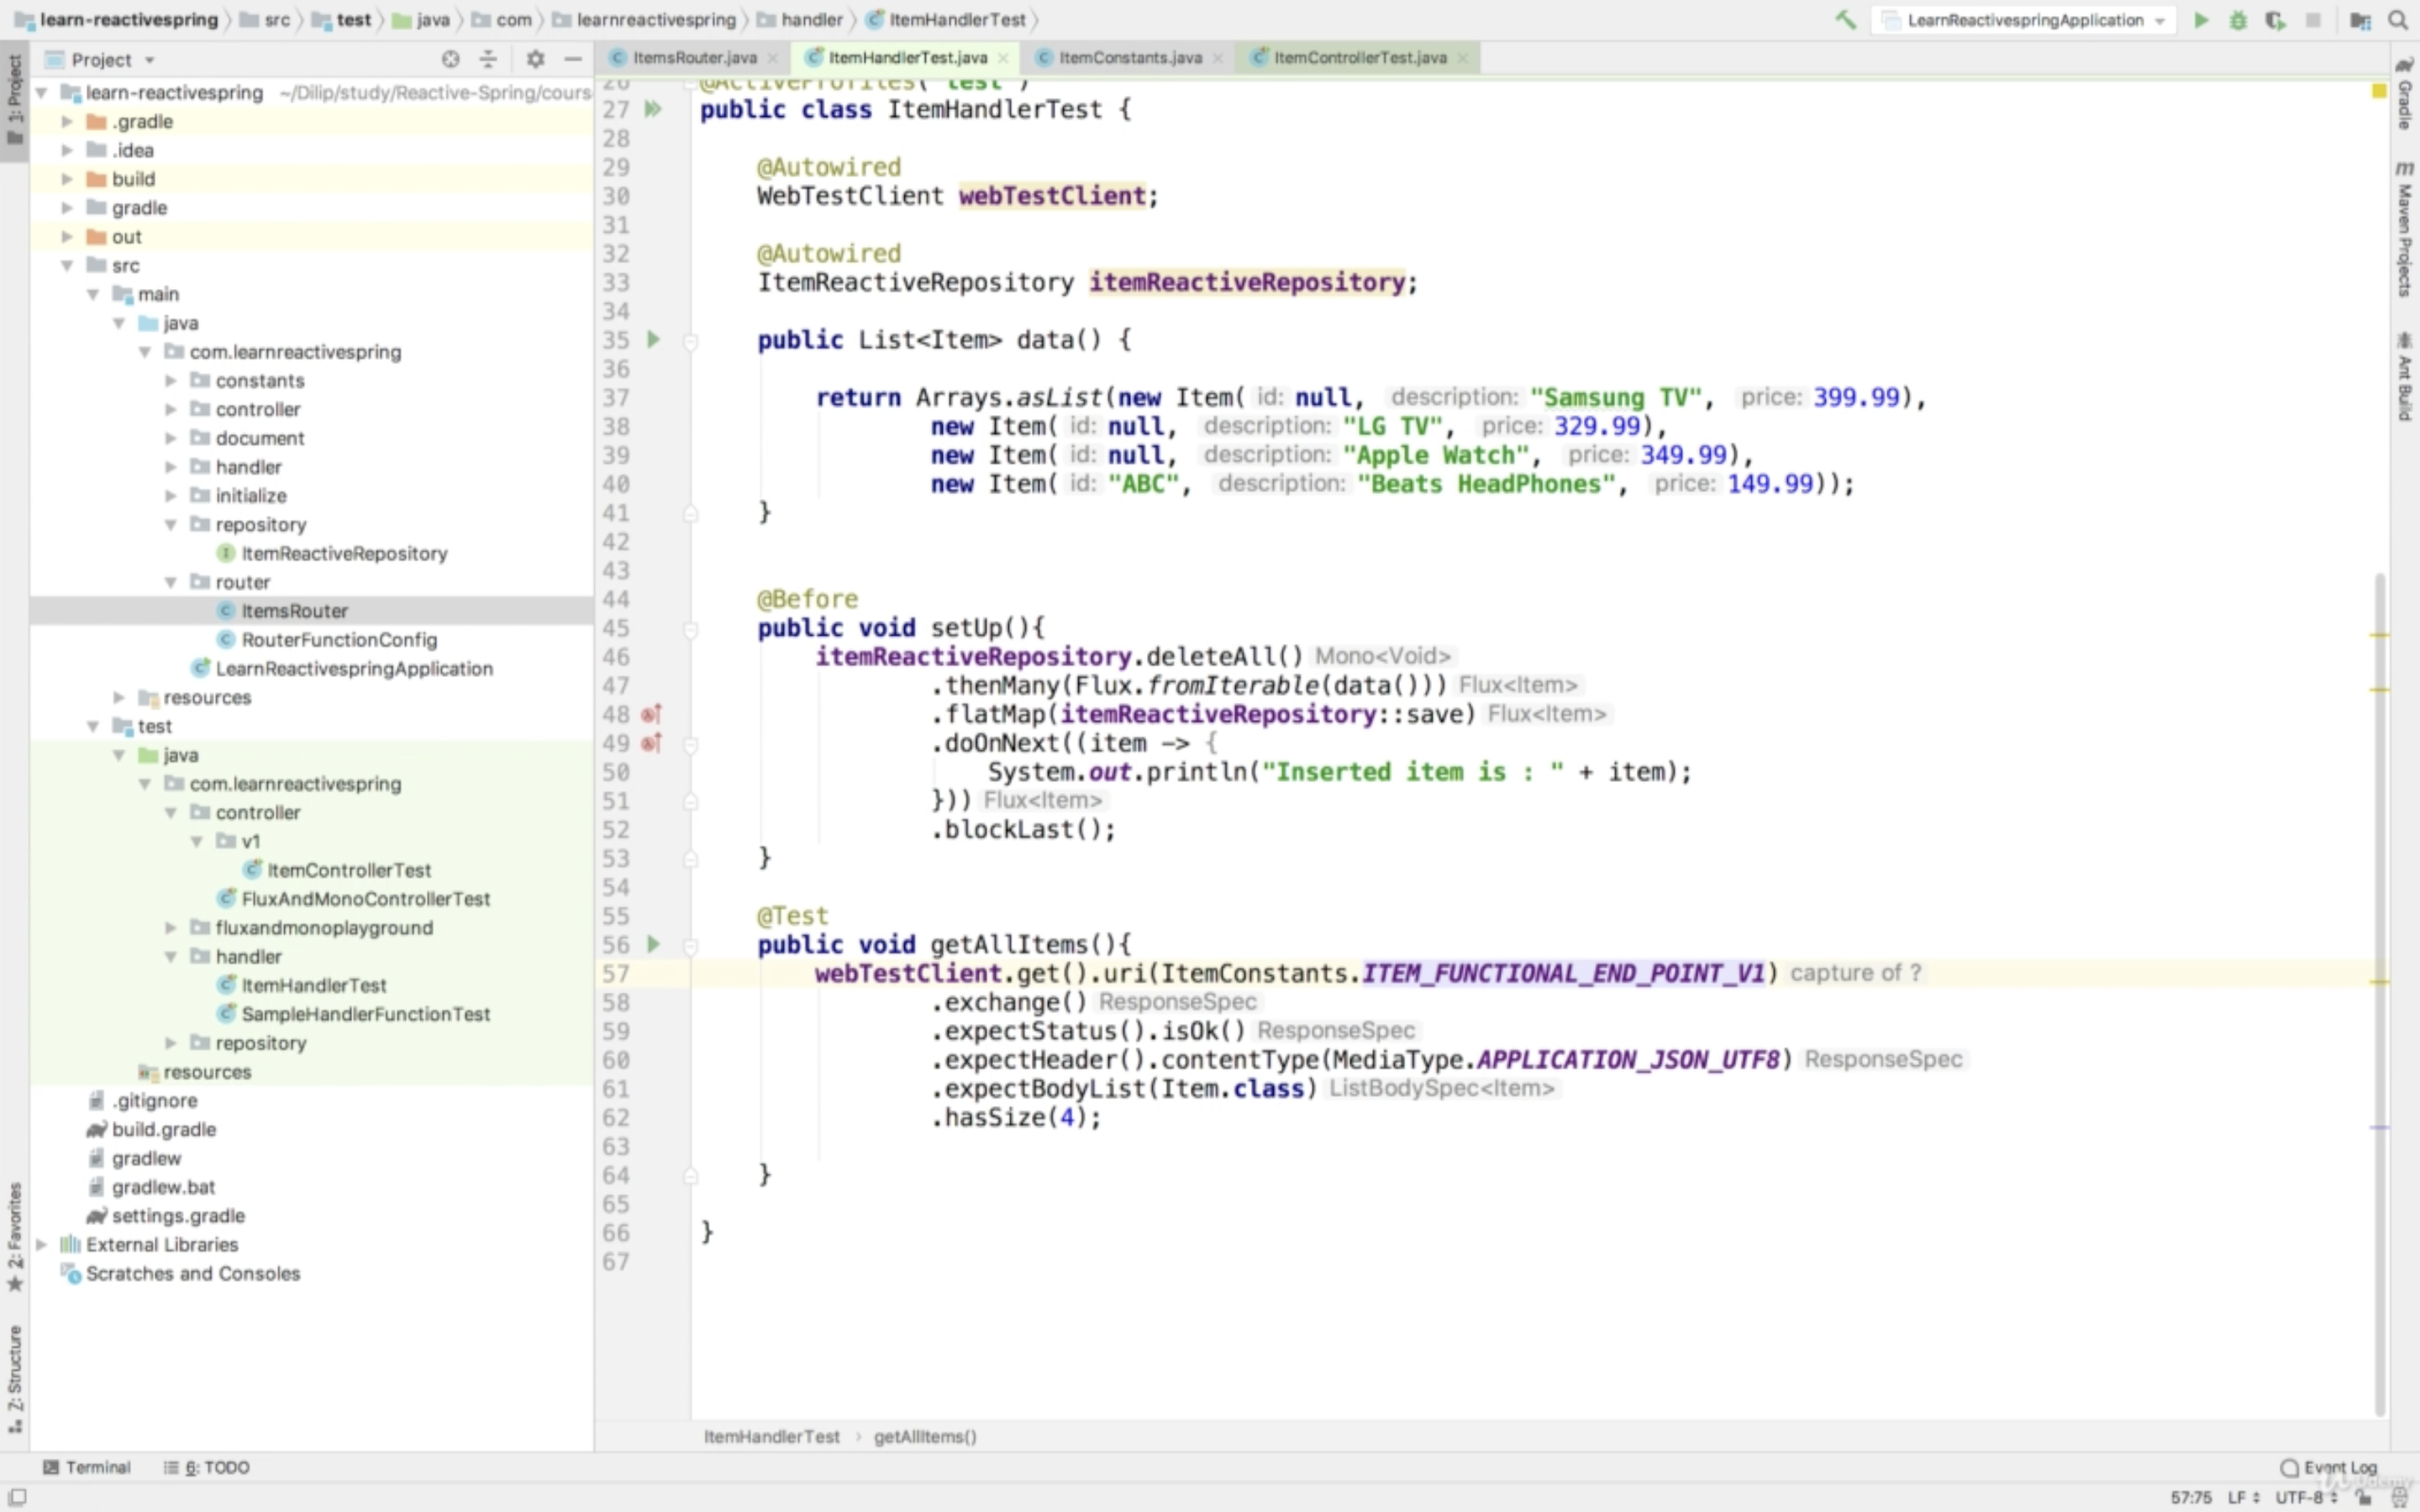 learn-reactivespring src test java com learnreactivespring handler ItemHandlerTest LearnReactivespringApplication
Project
ItemsRouter.java ItemHandlerTest.java ItemConstants.java ItemControllerTest.java
1: Project
2: Favorites
Z: Structure
learn-reactivespring ~/Dilip/study/Reactive-Spring/cours
.gradle
.idea
build
gradle
out
src
main
java
com.learnreactivespring
constants
controller
document
handler
initialize
repository
ItemReactiveRepository
router
ItemsRouter
RouterFunctionConfig
LearnReactivespringApplication
resources
test
java
com.learnreactivespring
controller
v1
ItemControllerTest
FluxAndMonoControllerTest
fluxandmonoplayground
handler
ItemHandlerTest
SampleHandlerFunctionTest
repository
resources
.gitignore
build.gradle
gradlew
gradlew.bat
settings.gradle
External Libraries
Scratches and Consoles
26 @ActiveProfiles("test")
27 public class ItemHandlerTest {
28
29 @Autowired
30 WebTestClient webTestClient;
31
32 @Autowired
33 ItemReactiveRepository itemReactiveRepository;
34
35 public List<Item> data() {
36
37 return Arrays.asList(new Item( id: null, description: "Samsung TV", price: 399.99),
38 new Item( id: null, description: "LG TV", price: 329.99),
39 new Item( id: null, description: "Apple Watch", price: 349.99),
40 new Item( id: "ABC", description: "Beats HeadPhones", price: 149.99));
41 }
42
43
44 @Before
45 public void setUp(){
46 itemReactiveRepository.deleteAll() Mono<Void>
47 .thenMany(Flux.fromIterable(data())) Flux<Item>
48 .flatMap(itemReactiveRepository::save) Flux<Item>
49 .doOnNext((item -> {
50 System.out.println("Inserted item is : " + item);
51 })) Flux<Item>
52 .blockLast();
53 }
54
55 @Test
56 public void getAllItems(){
57 webTestClient.get().uri(ItemConstants.ITEM_FUNCTIONAL_END_POINT_V1) capture of ?
58 .exchange() ResponseSpec
59 .expectStatus().isOk() ResponseSpec
60 .expectHeader().contentType(MediaType.APPLICATION_JSON_UTF8) ResponseSpec
61 .expectBodyList(Item.class) ListBodySpec<Item>
62 .hasSize(4);
63
64 }
65
66 }
67
ItemHandlerTest › getAllItems()
Gradle
m Maven Projects
Ant Build
Terminal 6: TODO Event Log
Udemy
57:75 LF UTF-8